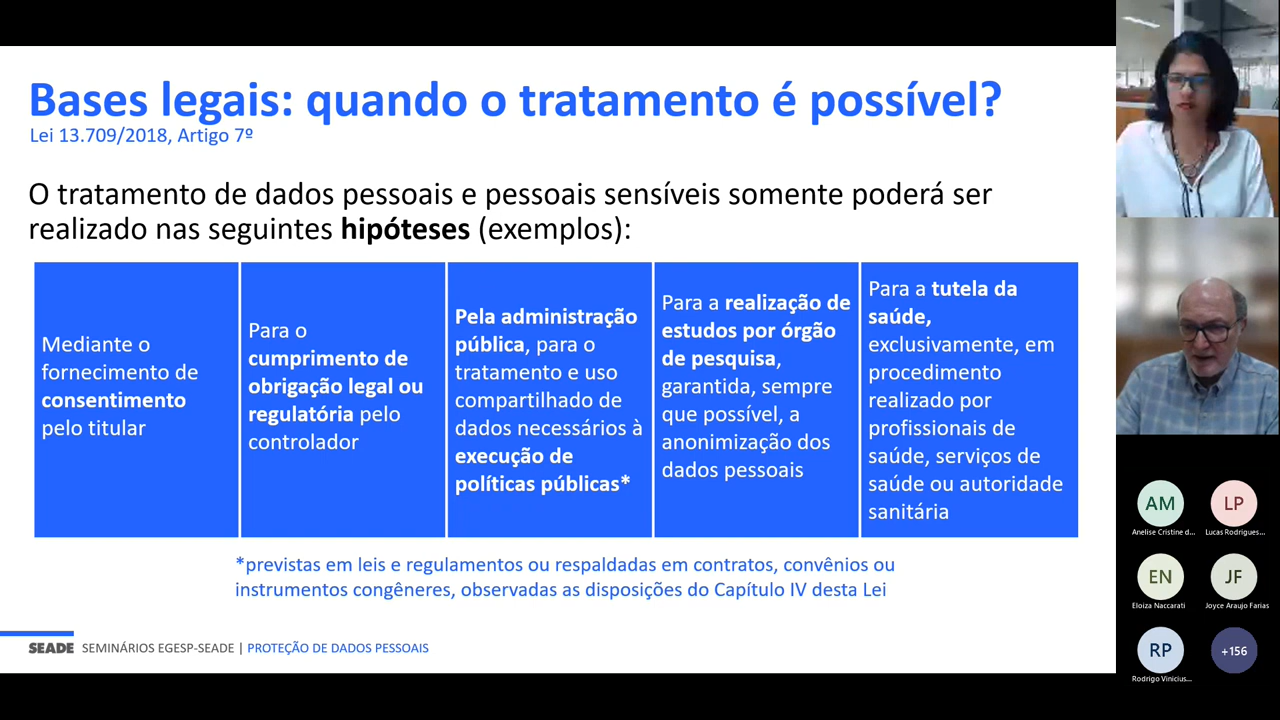 Bases legais: quando o tratamento é possível?
Lei 13.709/2018, Artigo 7º
O tratamento de dados pessoais e pessoais sensíveis somente poderá ser
realizado nas seguintes hipóteses (exemplos):
Mediante o
fornecimento de
consentimento
pelo titular
Para o
cumprimento de
obrigação legal ou
regulatória pelo
controlador
Pela administração
pública, para o
tratamento e uso
compartilhado de
dados necessários à
execução de
políticas públicas*
Para a realização de
estudos por órgão
de pesquisa,
garantida, sempre
que possível, a
anonimização dos
dados pessoais
Para a tutela da
saúde,
exclusivamente, em
procedimento
realizado por
profissionais de
saúde, serviços de
saúde ou autoridade
sanitária
*previstas em leis e regulamentos ou respaldadas em contratos, convênios ou
instrumentos congêneres, observadas as disposições do Capítulo IV desta Lei
SEADE SEMINÁRIOS EGESP-SEADE | PROTEÇÃO DE DADOS PESSOAIS
AM
Anelise Cristine d...
LP
Lucas Rodrigues...
EN
Eloiza Naccarati
JF
Joyce Araujo Farias
RP
Rodrigo Vinicius...
+156